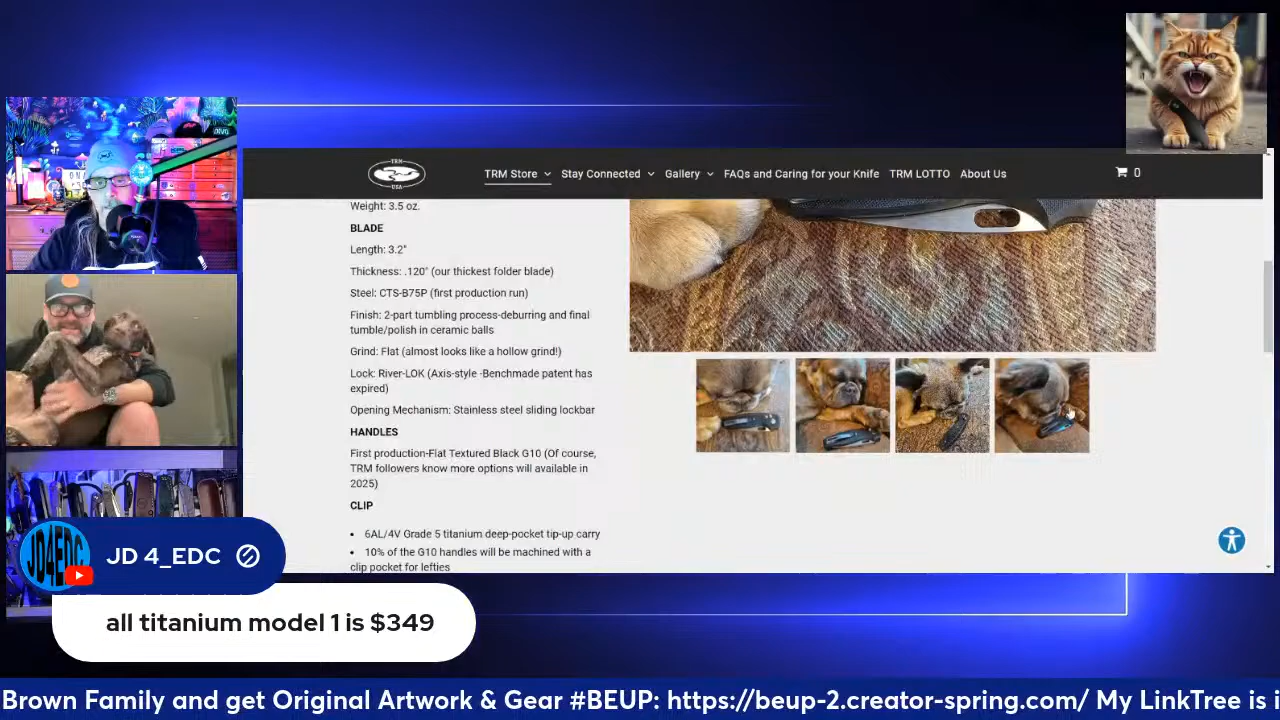 TRM
USA
TRM Store
Stay Connected
Gallery
FAQs and Caring for your Knife
TRM LOTTO
About Us
0
Weight: 3.5 oz.
BLADE
Length: 3.2"
Thickness: .120" (our thickest folder blade)
Steel: CTS-B75P (first production run)
Finish: 2-part tumbling process-deburring and final
tumble/polish in ceramic balls
Grind: Flat (almost looks like a hollow grind!)
Lock: River-LOK (Axis-style -Benchmade patent has
expired)
Opening Mechanism: Stainless steel sliding lockbar
HANDLES
First production-Flat Textured Black G10 (Of course,
TRM followers know more options will available in
2025)
CLIP
• 6AL/4V Grade 5 titanium deep-pocket tip-up carry
• 10% of the G10 handles will be machined with a
clip pocket for lefties
JD4EDC
JD 4_EDC
all titanium model 1 is $349
Brown Family and get Original Artwork & Gear #BEUP: https://beup-2.creator-spring.com/ My LinkTree is i